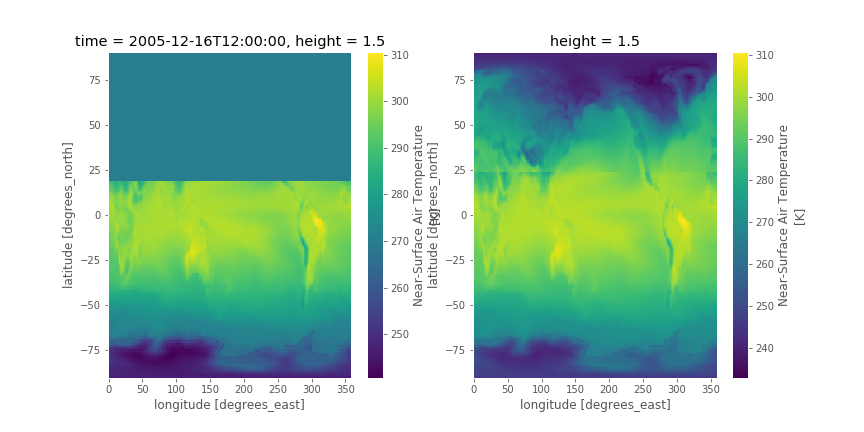 time = 2005-12-16T12:00:00, height = 1.5
75
50
25
0
−25
−50
−75
0 50 100 150 200 250 300 350
longitude [degrees_east]
latitude [degrees_north]
310
300
290
280
270
260
250
Near-Surface Air Temperature
[K]
height = 1.5
75
50
25
0
−25
−50
−75
0 50 100 150 200 250 300 350
longitude [degrees_east]
latitude [degrees_north]
310
300
290
280
270
260
250
240
Near-Surface Air Temperature
[K]